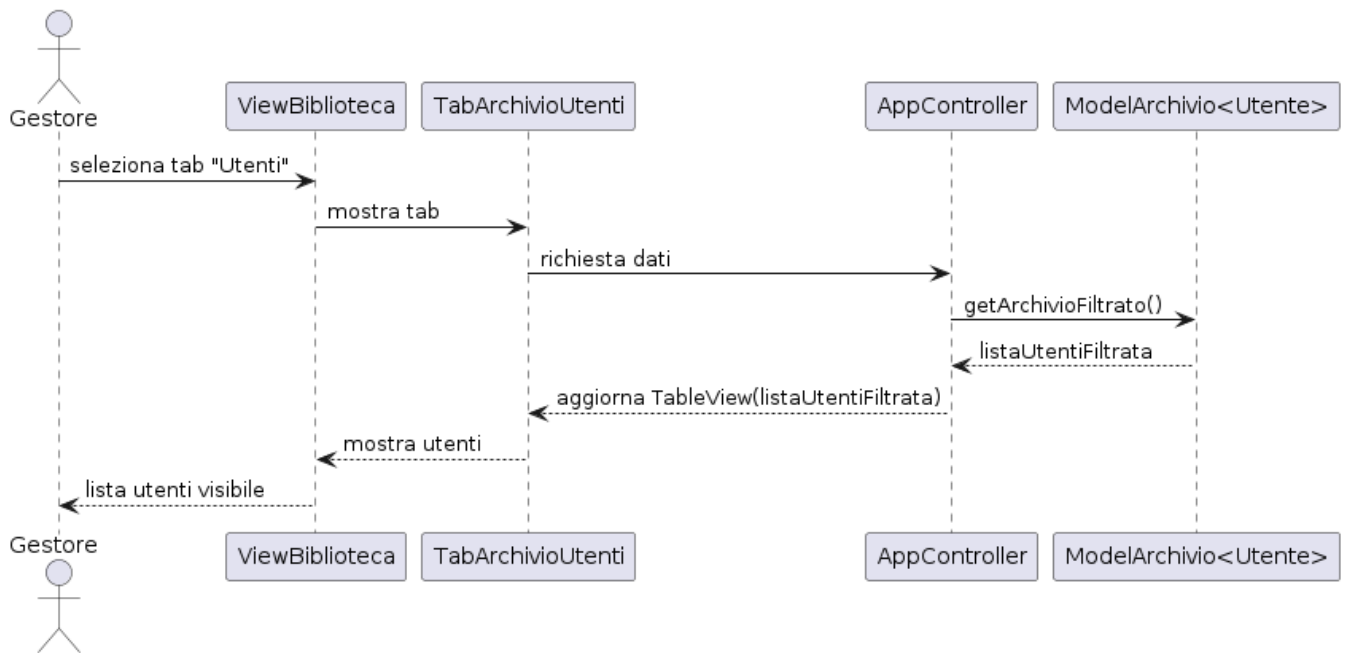 Gestore
ViewBiblioteca
TabArchivioUtenti
AppController
ModelArchivio<Utente>
seleziona tab "Utenti"
mostra tab
richiesta dati
getArchivioFiltrato()
listaUtentiFiltrata
aggiorna TableView(listaUtentiFiltrata)
mostra utenti
lista utenti visibile
Gestore
ViewBiblioteca
TabArchivioUtenti
AppController
ModelArchivio<Utente>